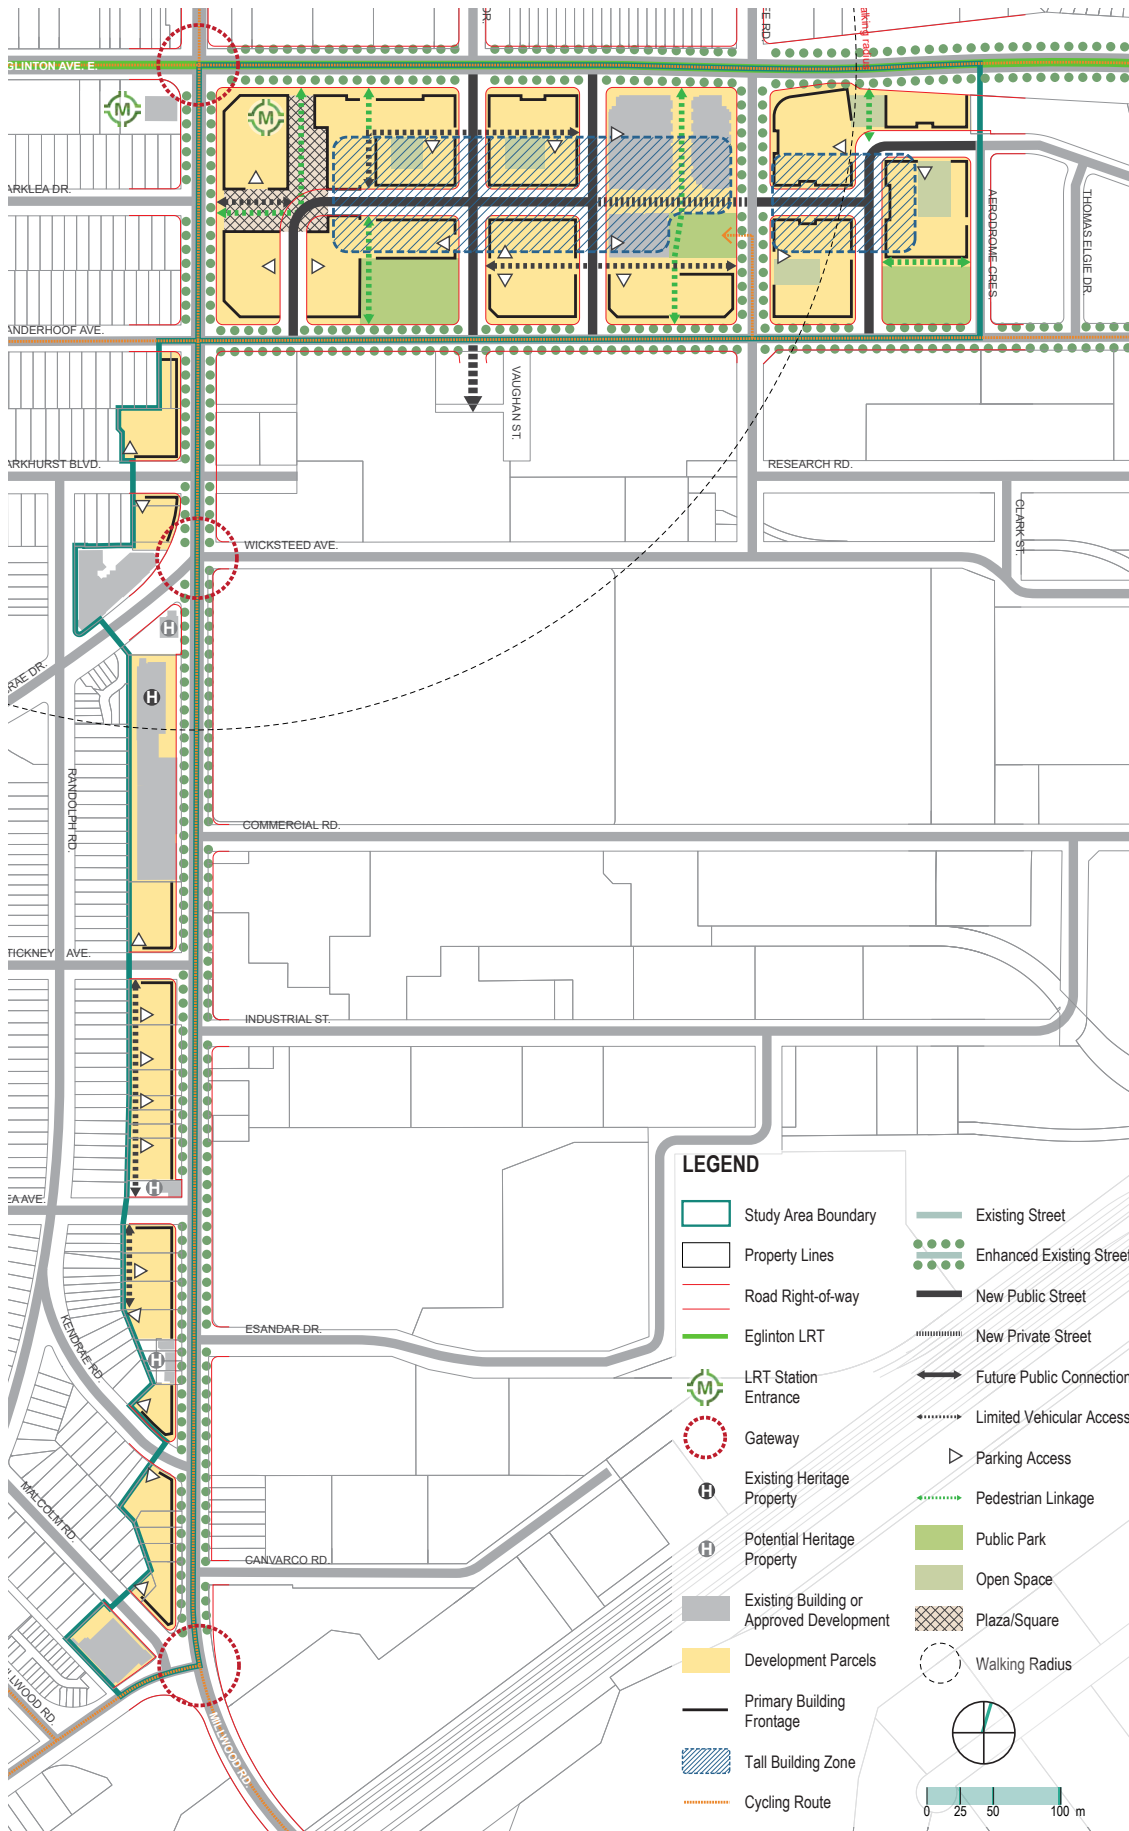 GLINTON AVE. E.
DR.
EE RD.
alking radius
M
M
ARKLEA DR.
AERODROME CRES.
THOMAS ELGIE DR.
ANDERHOOF AVE.
VAUGHAN ST.
ARKHURST BLVD.
RESEARCH RD.
CLARK ST.
WICKSTEED AVE.
H
RAE DR.
H
RANDOLPH RD.
COMMERCIAL RD.
TICKNEY AVE.
INDUSTRIAL ST.
H
EA AVE.
KENDRAE RD.
ESANDAR DR.
H
MALCOLM RD.
CANVARCO RD.
LLWOOD RD.
MILLWOOD RD.
LEGEND
Study Area Boundary
Property Lines
Road Right-of-way
Eglinton LRT
M
LRT Station
Entrance
Gateway
H
Existing Heritage
Property
H
Potential Heritage
Property
Existing Building or
Approved Development
Development Parcels
Primary Building
Frontage
Tall Building Zone
Cycling Route
Existing Street
Enhanced Existing Street
New Public Street
New Private Street
Future Public Connection
Limited Vehicular Access
Parking Access
Pedestrian Linkage
Public Park
Open Space
Plaza/Square
Walking Radius
0 25 50 100 m